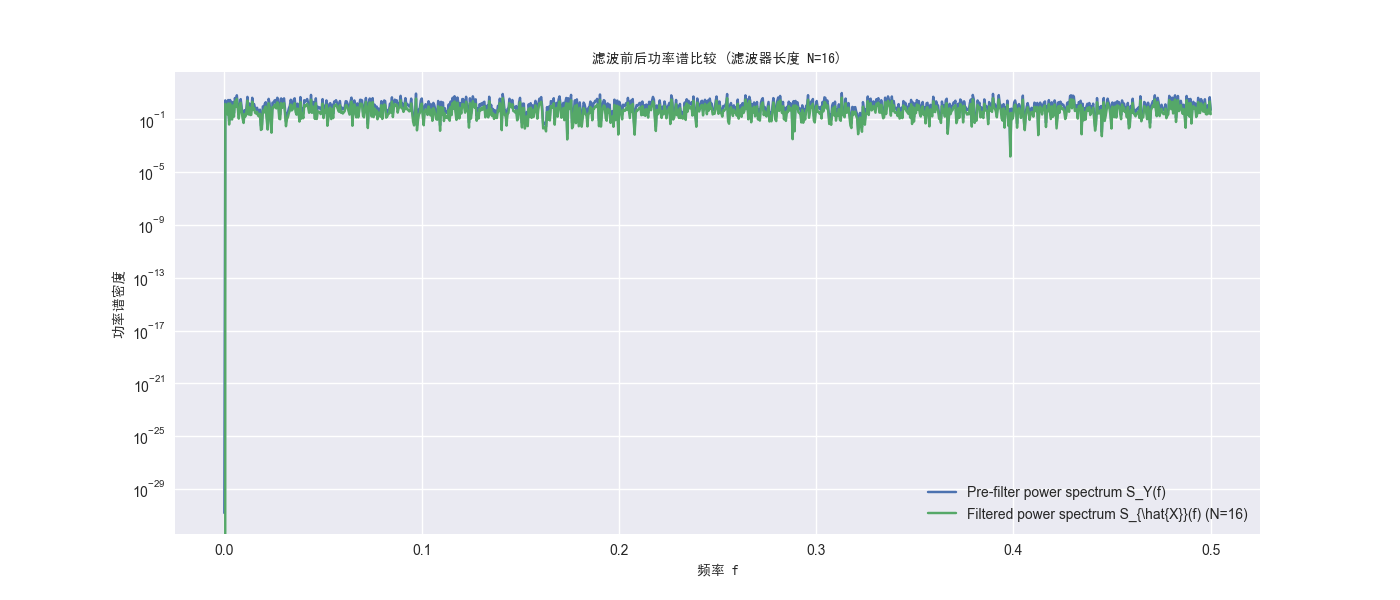 滤波前后功率谱比较 (滤波器长度 N=16)
功率谱密度
10⁻¹
10⁻⁵
10⁻⁹
10⁻¹³
10⁻¹⁷
10⁻²¹
10⁻²⁵
10⁻²⁹
Pre-filter power spectrum S_Y(f)
Filtered power spectrum S_{\hat{X}}(f) (N=16)
0.0 0.1 0.2 0.3 0.4 0.5
频率 f